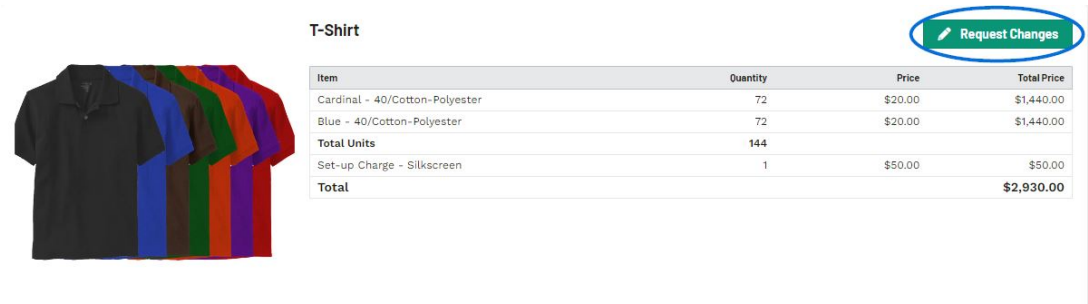 T-Shirt
Request Changes
Item Quantity Price Total Price
Cardinal - 40/Cotton-Polyester 72 $20.00 $1,440.00
Blue - 40/Cotton-Polyester 72 $20.00 $1,440.00
Total Units 144
Set-up Charge - Silkscreen 1 $50.00 $50.00
Total $2,930.00